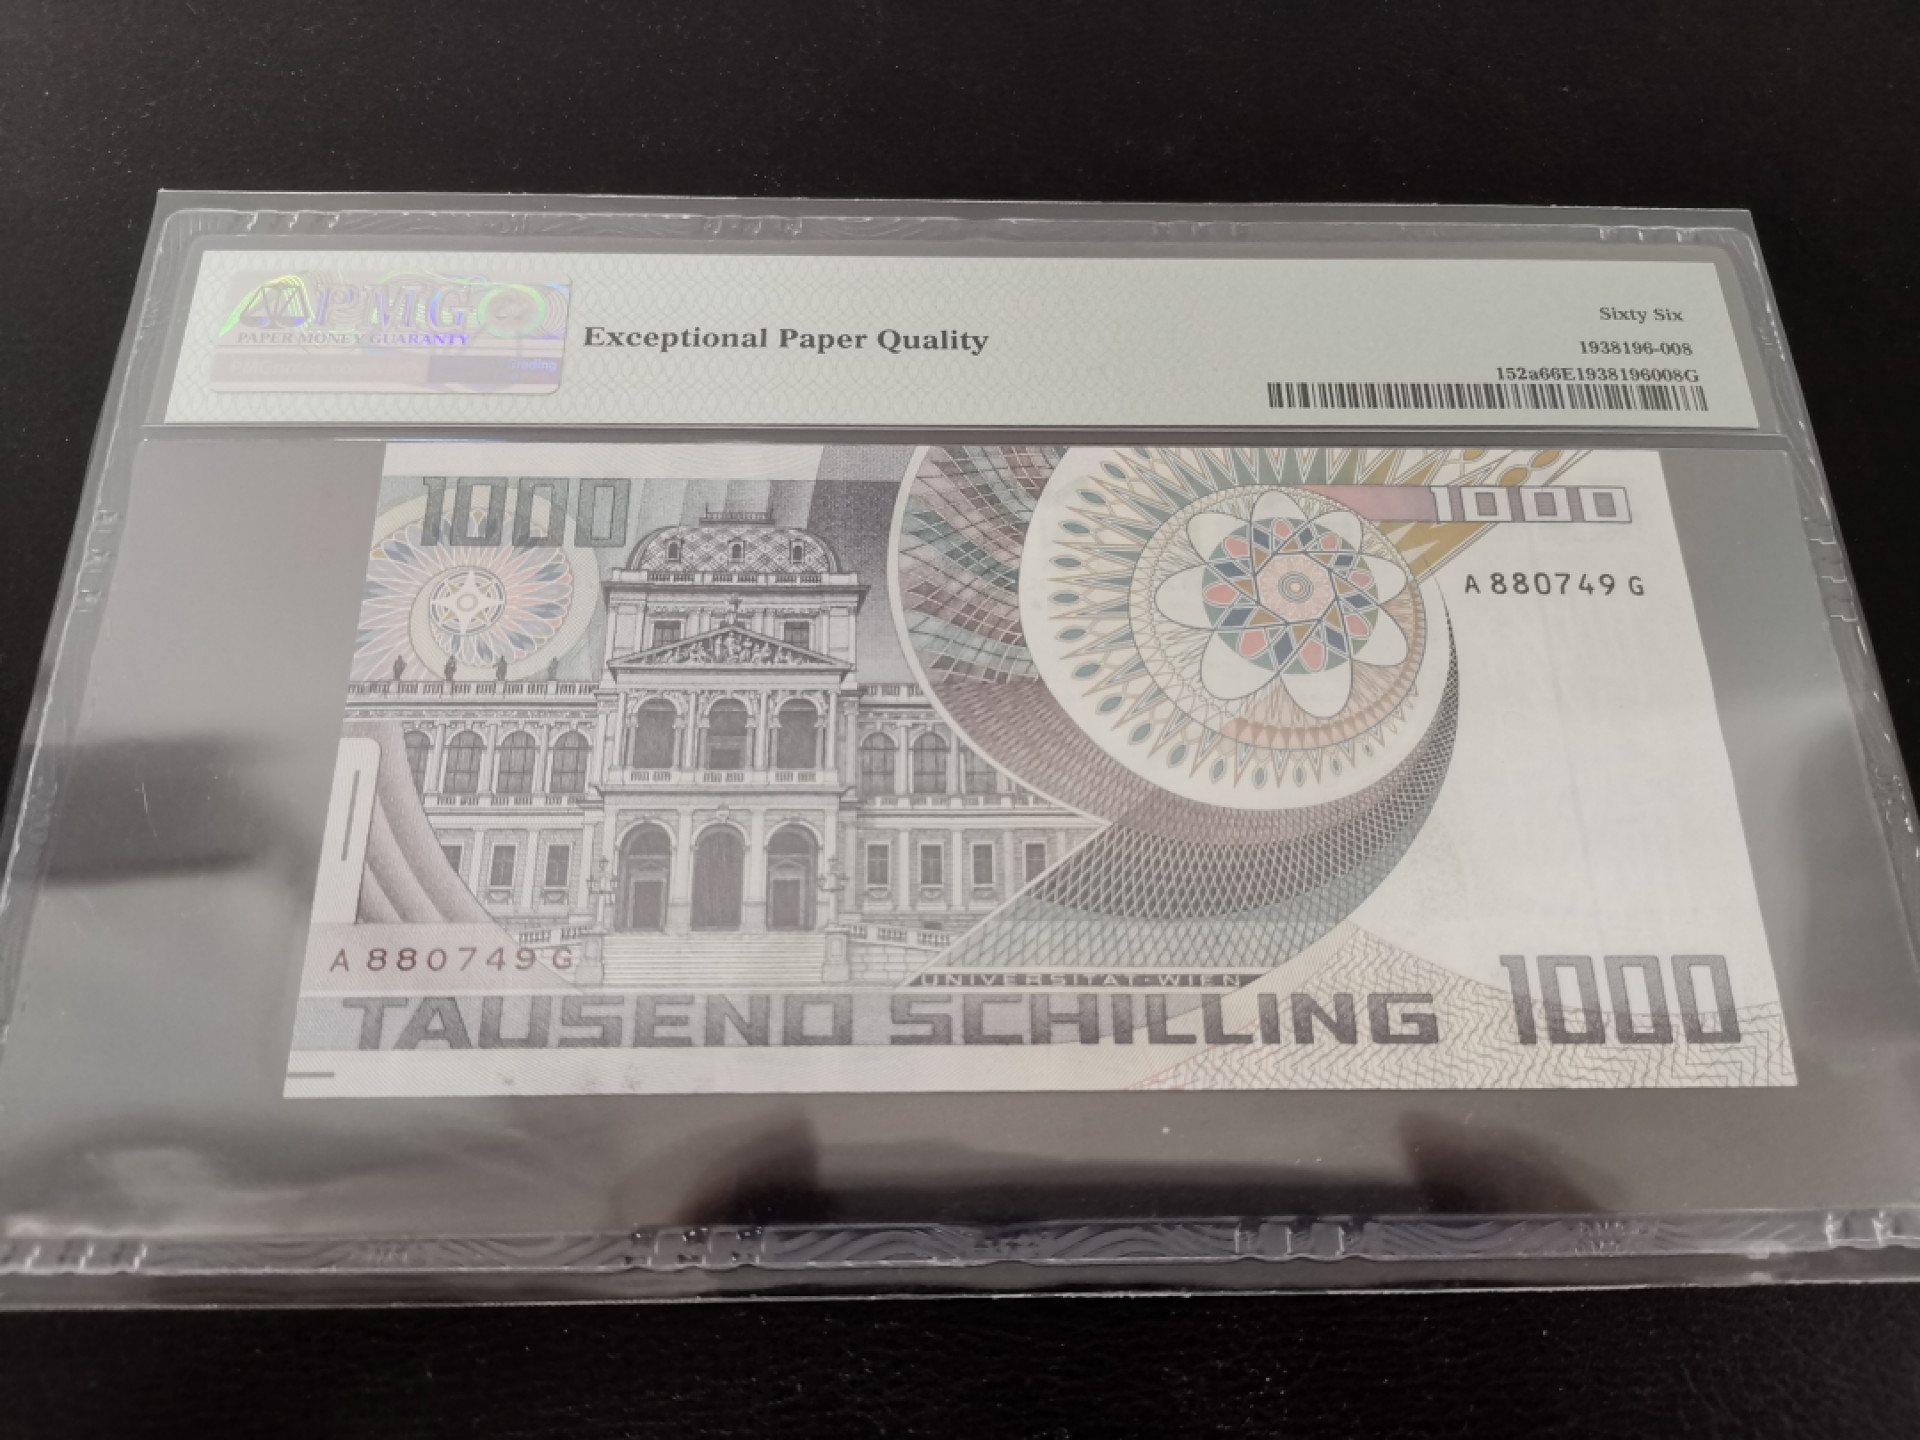 PMG
PAPER MONEY GUARANTY
Exceptional Paper Quality
Sixty Six
1938196-008
152a66E1938196008G
1000
1000
A 880749 G
A 880749 G
UNIVERSITÄT·WIEN
TAUSEND SCHILLING 1000